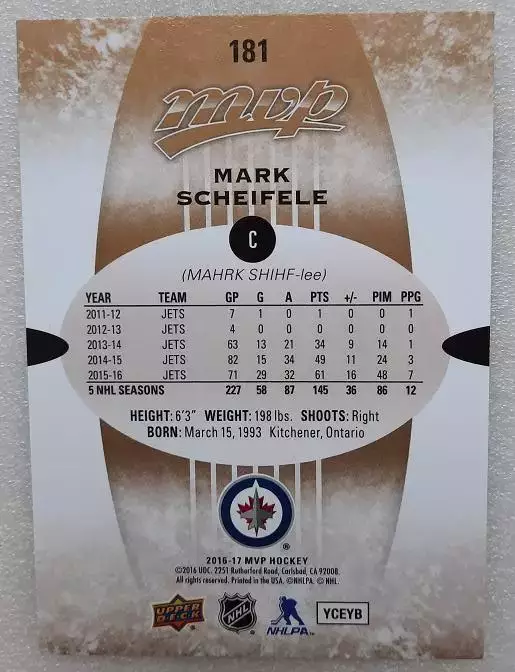 181
mvp
MARK
SCHEIFELE
C
(MAHRK SHIHF-lee)
YEAR TEAM GP G A PTS +/- PIM PPG
2011-12 JETS 7 1 0 1 0 0 1
2012-13 JETS 4 0 0 0 0 0 0
2013-14 JETS 63 13 21 34 9 14 1
2014-15 JETS 82 15 34 49 11 24 3
2015-16 JETS 71 29 32 61 16 48 7
5 NHL SEASONS 227 58 87 145 36 86 12
HEIGHT: 6'3" WEIGHT: 198 lbs. SHOOTS: Right
BORN: March 15, 1993 Kitchener, Ontario
®
2016-17 MVP HOCKEY
©2016 UDC. 2251 Rutherford Road, Carlsbad, CA 92008.
All rights reserved. Printed in the USA. ©NHLPA. © NHL.
UPPER DECK NHL NHLPA YCEYB